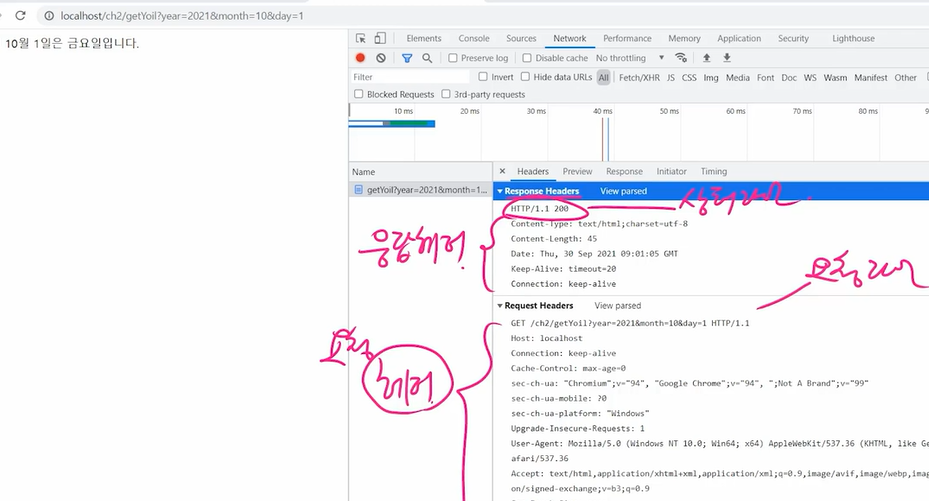 localhost/ch2/getYoil?year=2021&month=10&day=1
10월 1일은 금요일입니다.
Elements Console Sources Network Performance Memory Application Security Lighthouse
Preserve log Disable cache No throttling
Filter Invert Hide data URLs All Fetch/XHR JS CSS Img Media Font Doc WS Wasm Manifest Other
Blocked Requests 3rd-party requests
10 ms 20 ms 30 ms 40 ms 50 ms 60 ms 70 ms 80 ms 9
Name
× Headers Preview Response Initiator Timing
getYoil?year=2021&month=1...
Response Headers View parsed
HTTP/1.1 200
상태라인
Content-Type: text/html;charset=utf-8
Content-Length: 45
응답헤더
Date: Thu, 30 Sep 2021 09:01:05 GMT
Keep-Alive: timeout=20
Connection: keep-alive
요청라인
Request Headers View parsed
GET /ch2/getYoil?year=2021&month=10&day=1 HTTP/1.1
Host: localhost
요청
Connection: keep-alive
Cache-Control: max-age=0
헤더
sec-ch-ua: "Chromium";v="94", "Google Chrome";v="94", ";Not A Brand";v="99"
sec-ch-ua-mobile: ?0
sec-ch-ua-platform: "Windows"
Upgrade-Insecure-Requests: 1
User-Agent: Mozilla/5.0 (Windows NT 10.0; Win64; x64) AppleWebKit/537.36 (KHTML, like Ge
afari/537.36
Accept: text/html,application/xhtml+xml,application/xml;q=0.9,image/avif,image/webp,imag
on/signed-exchange;v=b3;q=0.9